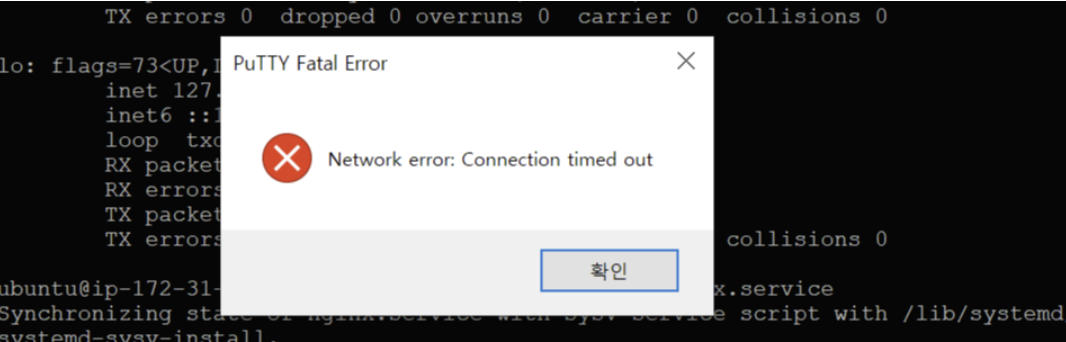 TX errors 0 dropped 0 overruns 0 carrier 0 collisions 0
lo: flags=73<UP,
PuTTY Fatal Error
inet 127.
inet6 ::1
loop
RX packet
Network error: Connection timed out
RX errors
TX packet
TX errors
collisions 0
확인
ubuntu@ip-172-31-
x.service
Synchronizing state of nginx.service with SysV service script with /lib/systemd/
systemd-sysv-install.